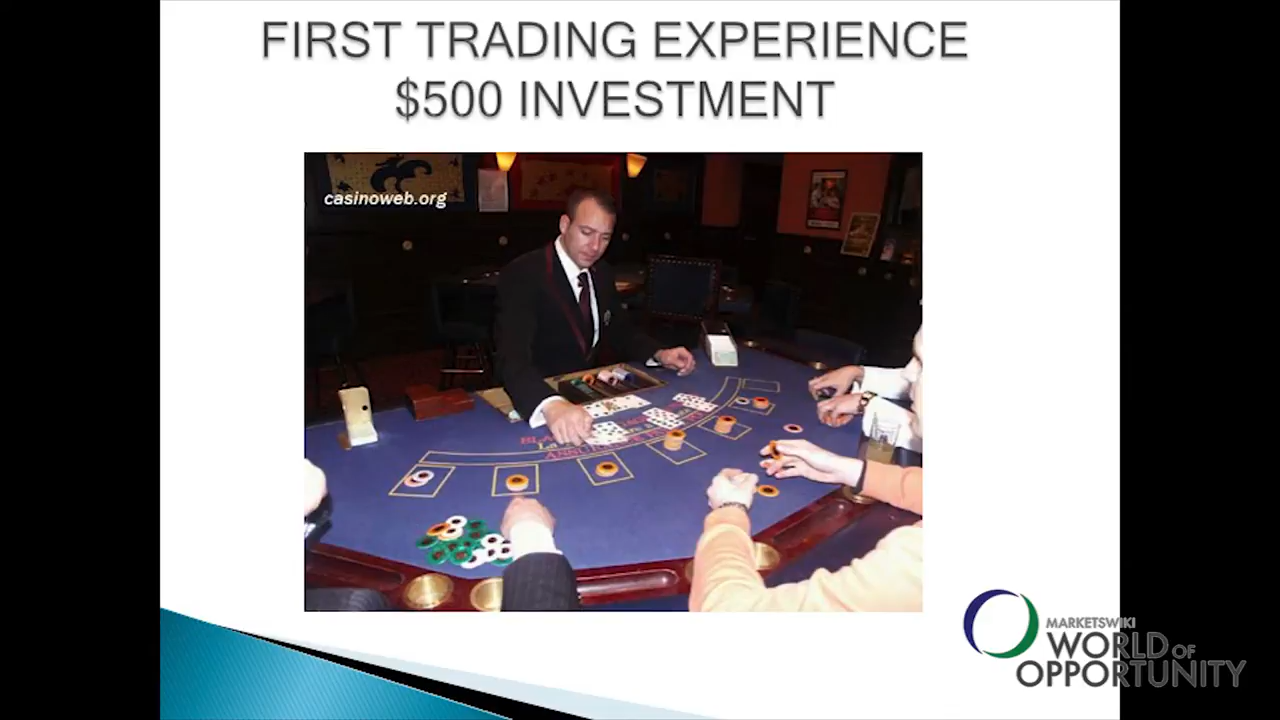 FIRST TRADING EXPERIENCE
$500 INVESTMENT
casinoweb.org
MARKETSWIKI
WORLD OF
OPPORTUNITY